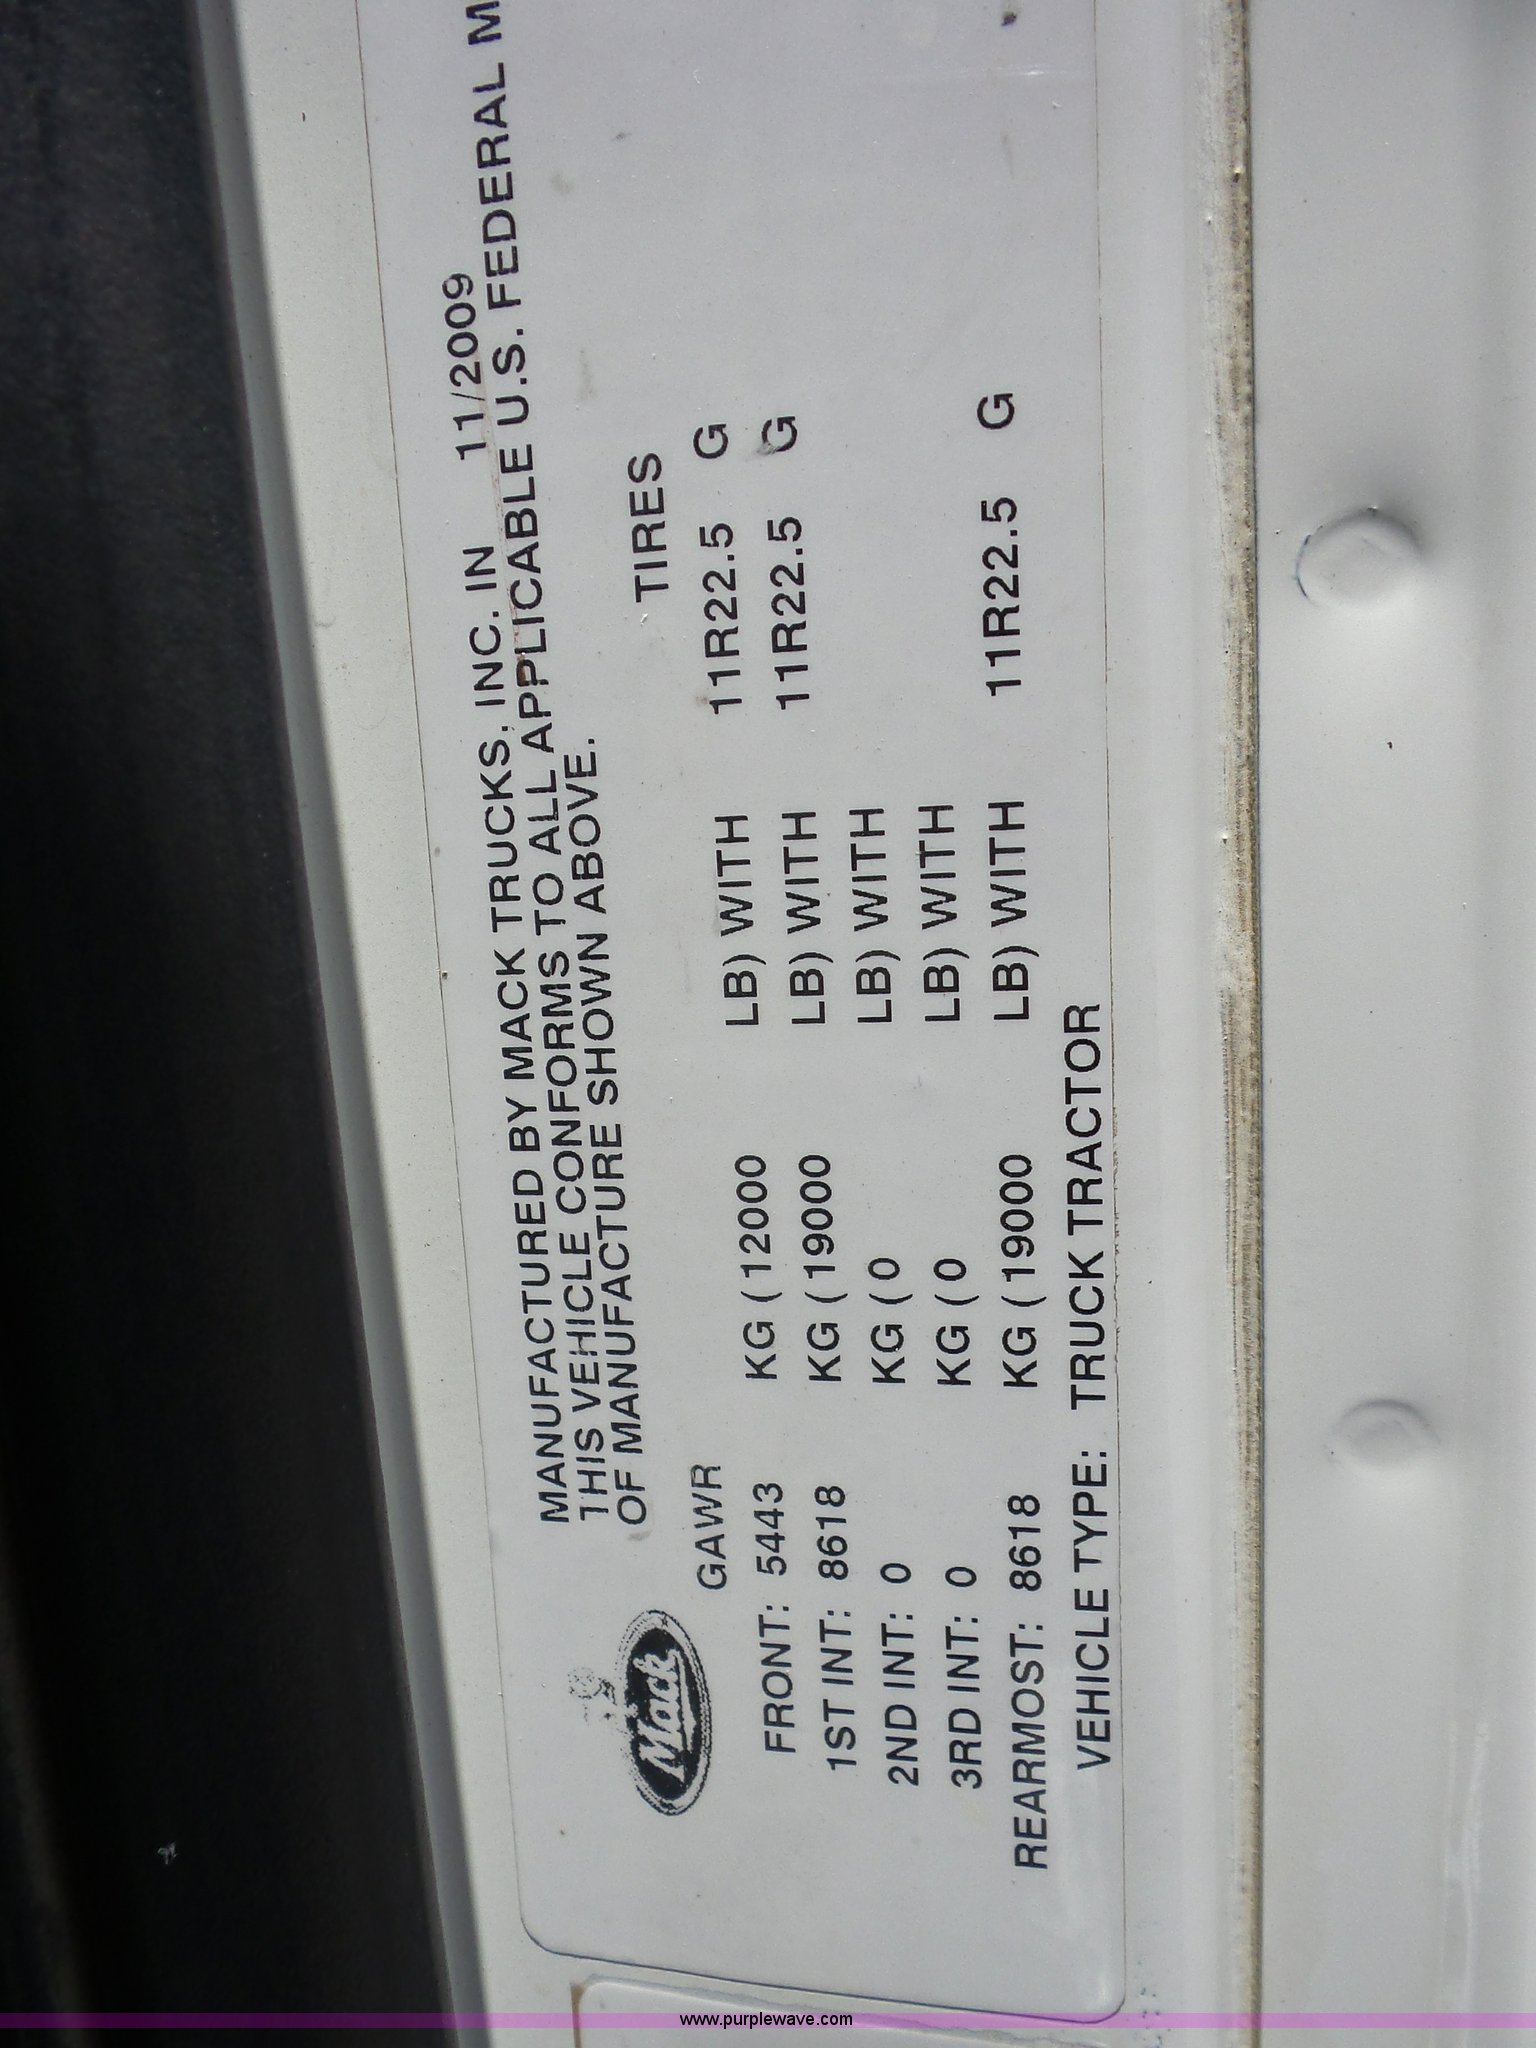 MANUFACTURED BY MACK TRUCKS, INC. IN 11/2009
THIS VEHICLE CONFORMS TO ALL APPLICABLE U.S. FEDERAL M
OF MANUFACTURE SHOWN ABOVE.
Mack
GAWR TIRES
FRONT: 5443 KG ( 12000 LB) WITH 11R22.5 G
1ST INT: 8618 KG ( 19000 LB) WITH 11R22.5 G
2ND INT: 0 KG ( 0 LB) WITH
3RD INT: 0 KG ( 0 LB) WITH
REARMOST: 8618 KG ( 19000 LB) WITH 11R22.5 G
VEHICLE TYPE: TRUCK TRACTOR
www.purplewave.com